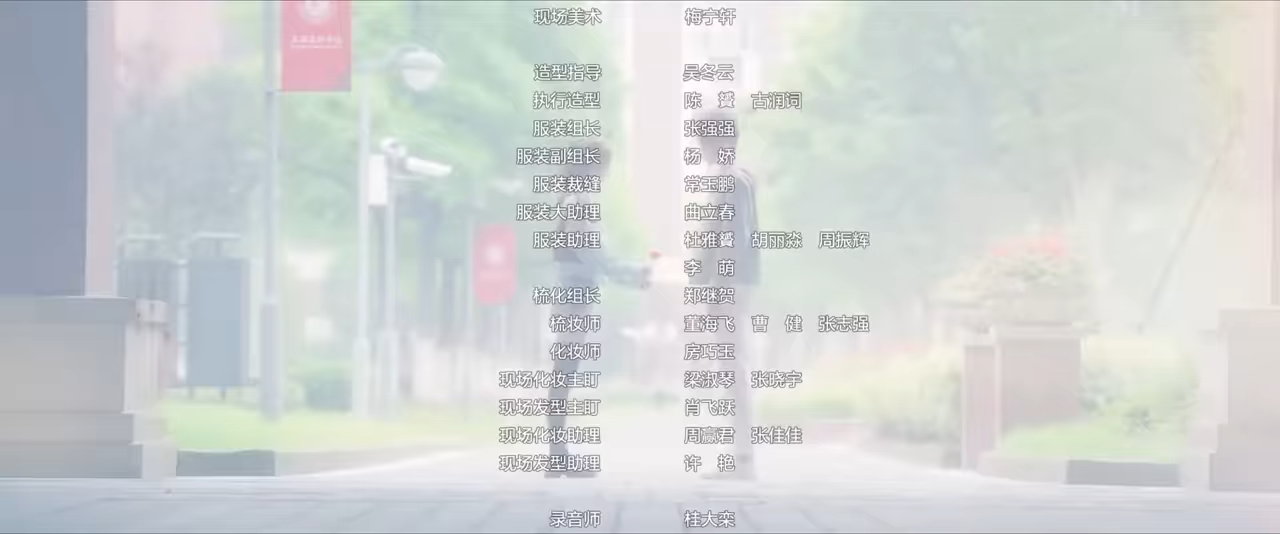 现场美术 梅宁轩
造型指导 吴冬云
执行造型 陈 赟 古润词
服装组长 张强强
服装副组长 杨 娇
服装裁缝 常玉鹏
服装大助理 曲立春
服装助理 杜雅赟 胡丽淼 周振辉
李 萌
梳化组长 郑继贺
梳妆师 董海飞 曹 健 张志强
化妆师 房巧玉
现场化妆主盯 梁淑琴 张晓宇
现场发型主盯 肖飞跃
现场化妆助理 周赢君 张佳佳
现场发型助理 许 艳
录音师 桂大栾